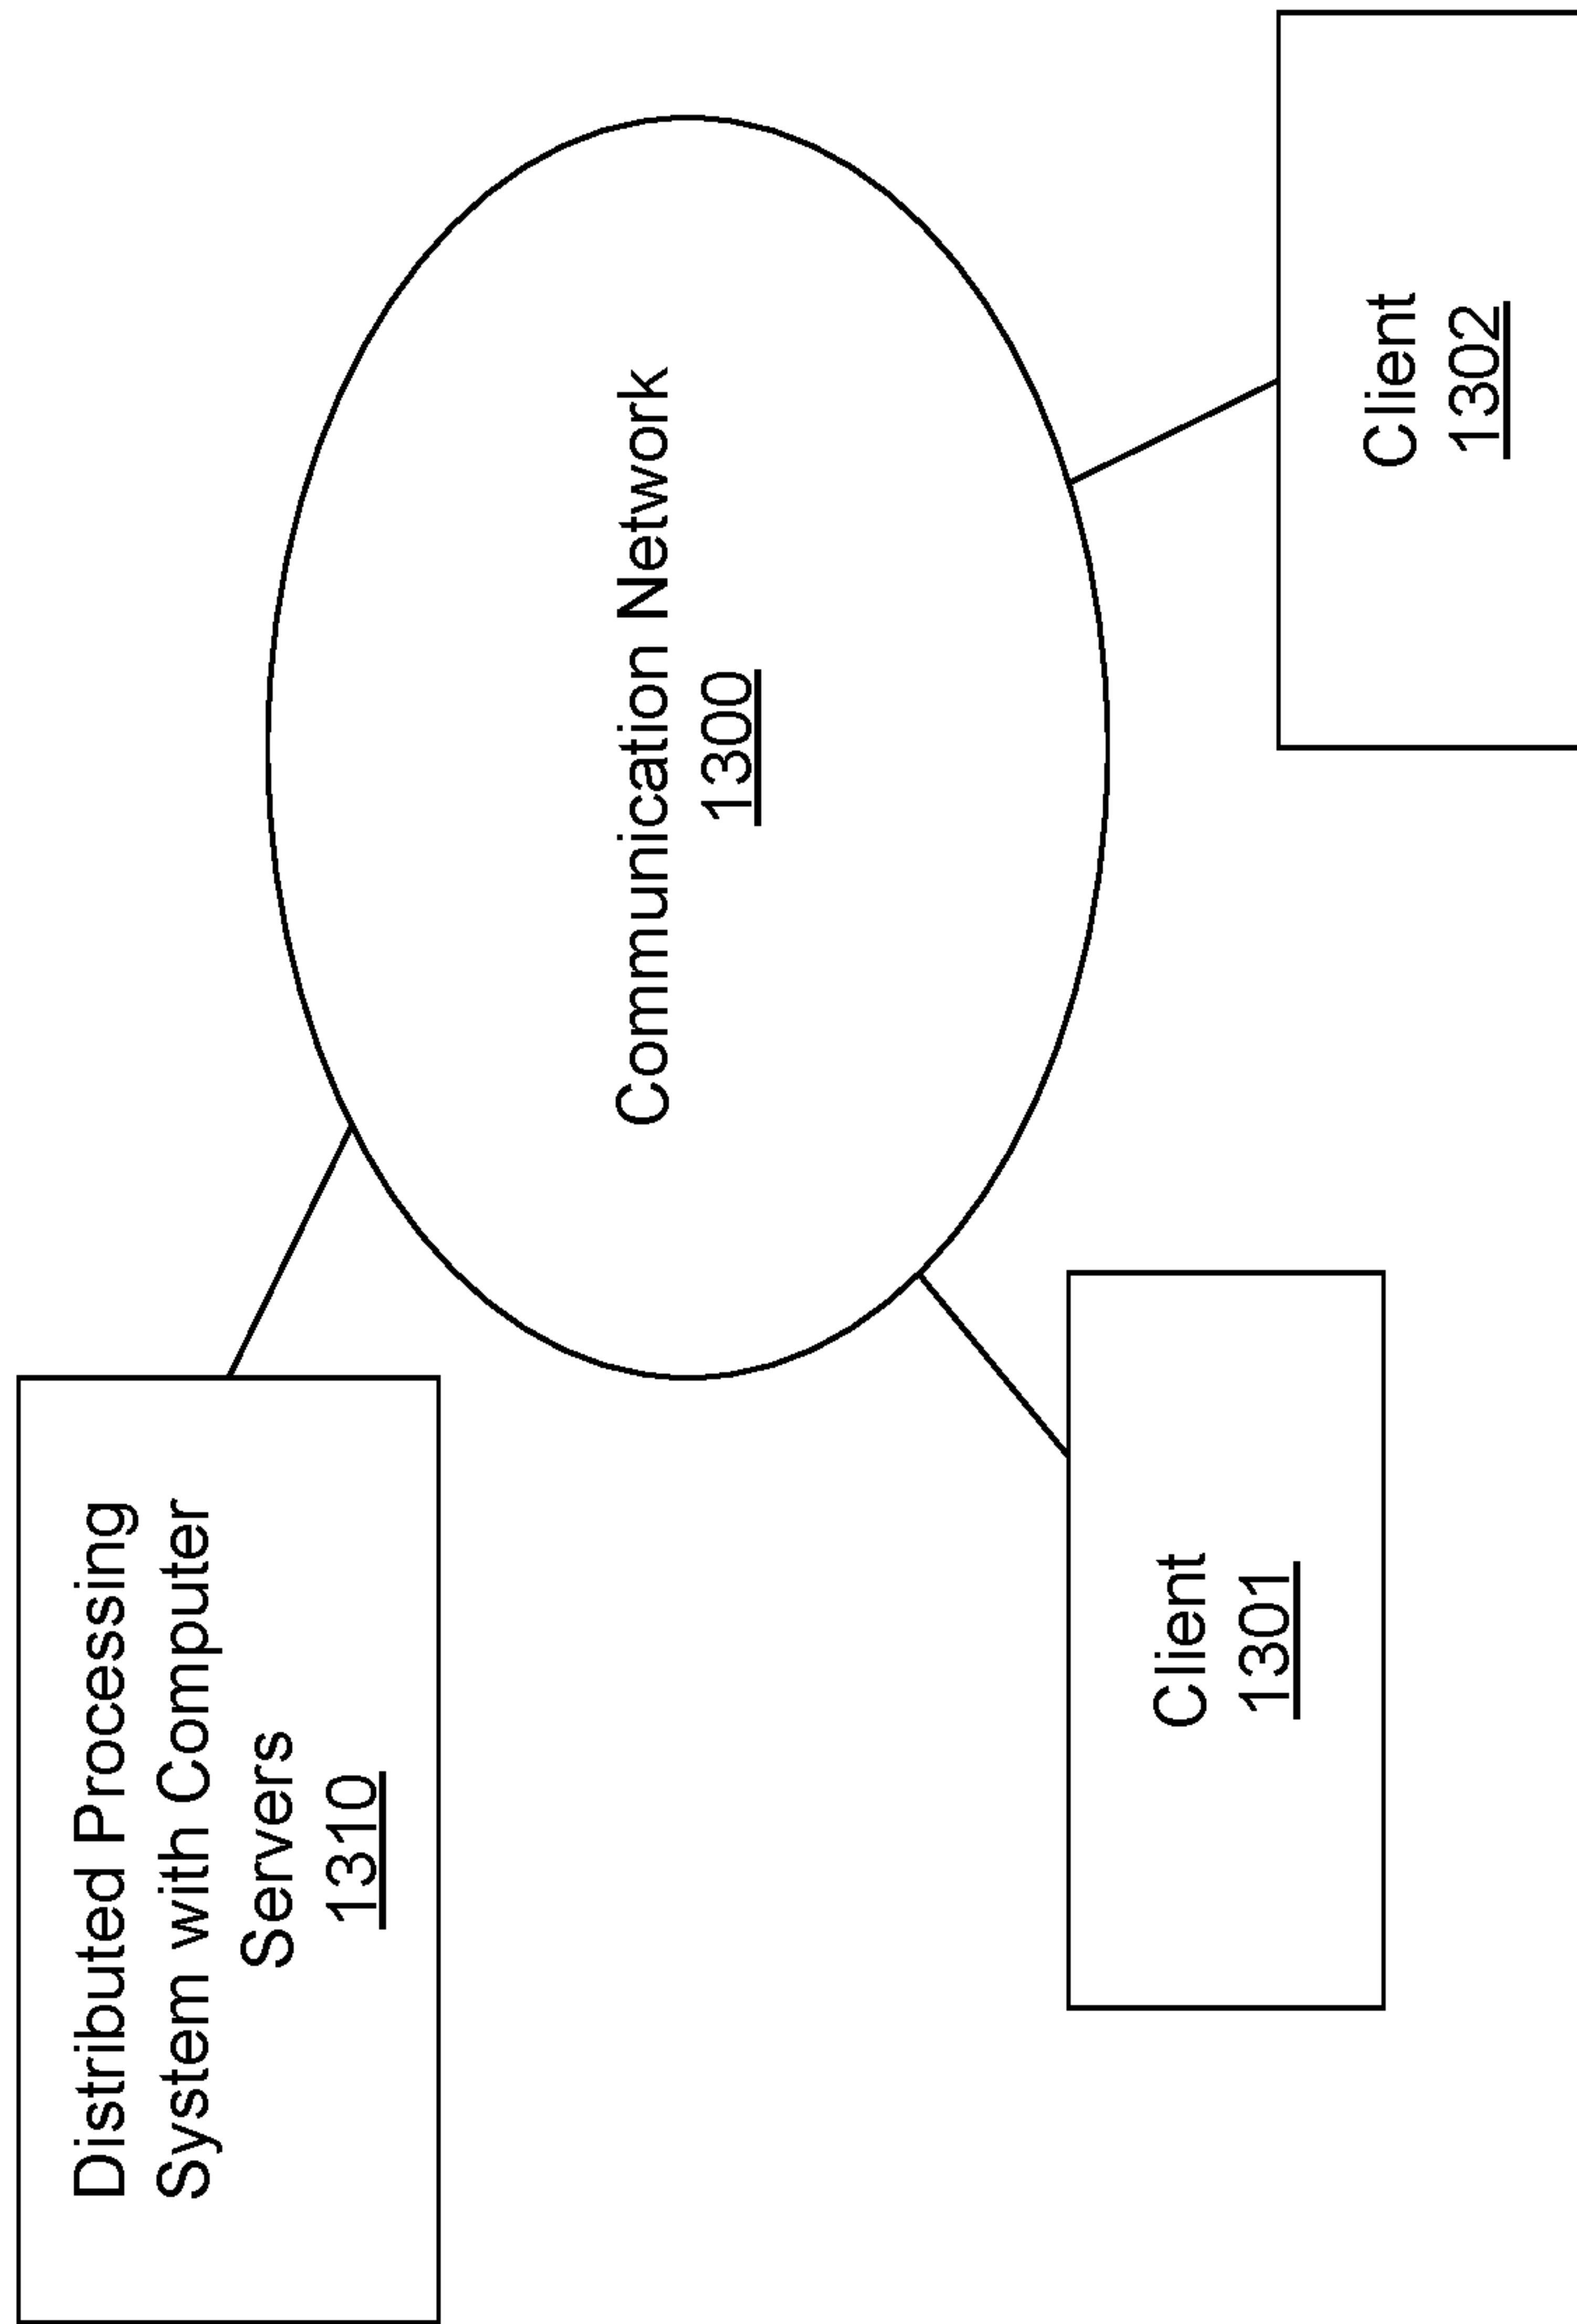 Distributed Processing
System with Computer
Servers
1310
Communication Network
1300
Client
1301
Client
1302